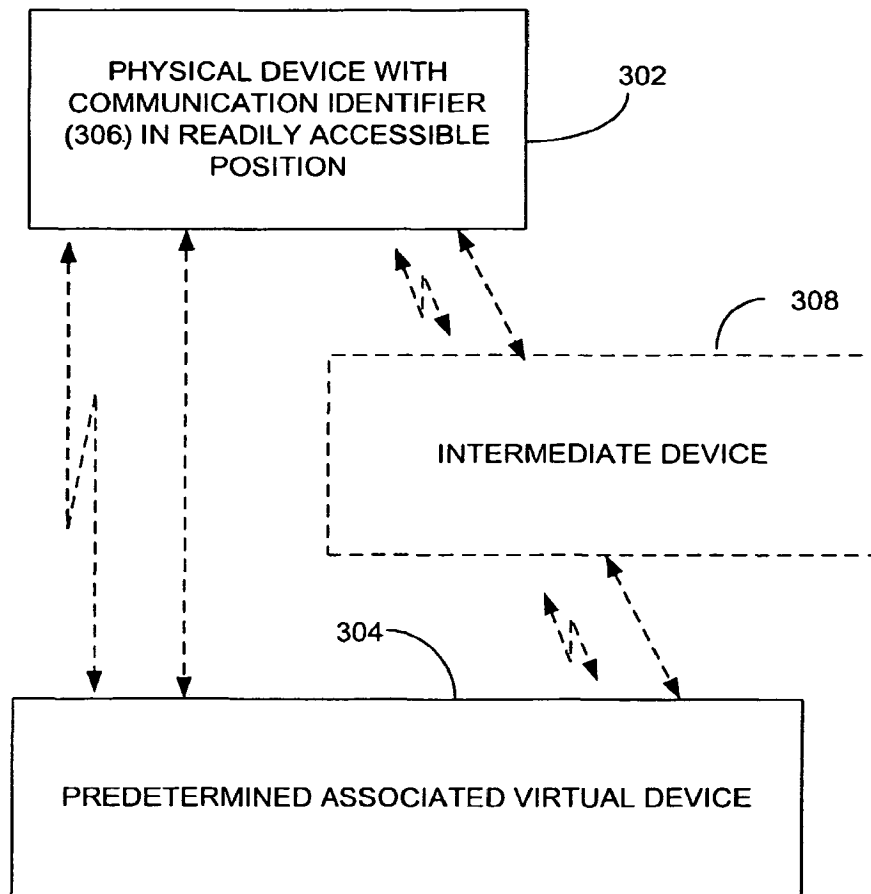 PHYSICAL DEVICE WITH
COMMUNICATION IDENTIFIER
(306.) IN READILY ACCESSIBLE
POSITION
302
308
INTERMEDIATE DEVICE
304
PREDETERMINED ASSOCIATED VIRTUAL DEVICE